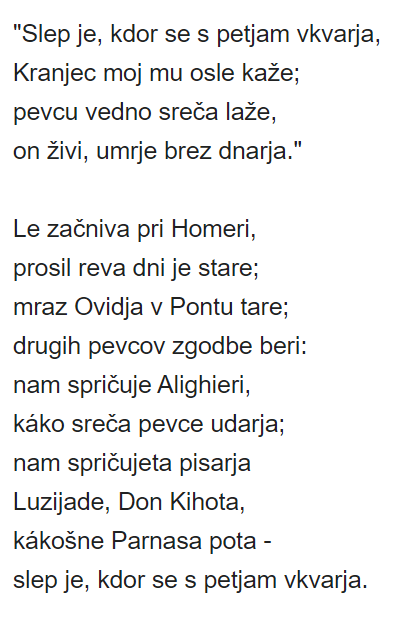 "Slep je, kdor se s petjam vkvarja,
Kranjec moj mu osle kaže;
pevcu vedno sreča laže,
on živi, umrje brez dnarja."

Le začniva pri Homeri,
prosil reva dni je stare;
mraz Ovidja v Pontu tare;
drugih pevcov zgodbe beri:
nam spričuje Alighieri,
káko sreča pevce udarja;
nam spričujeta pisarja
Luzijade, Don Kihota,
kákošne Parnasa pota -
slep je, kdor se s petjam vkvarja.